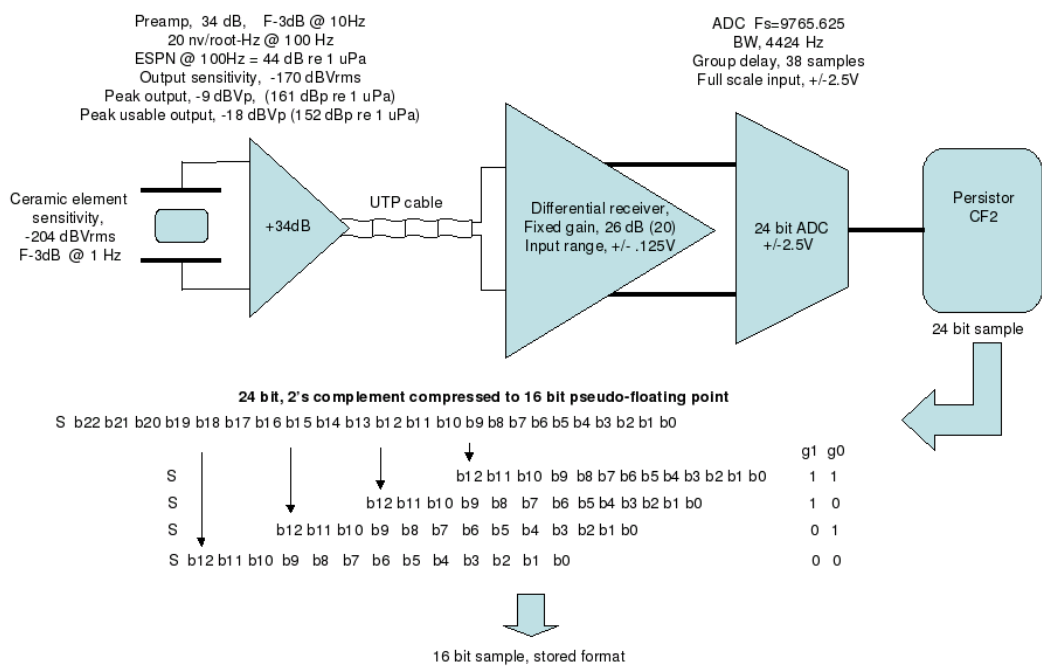 Preamp, 34 dB, F-3dB @ 10Hz
20 nv/root-Hz @ 100 Hz
ESPN @ 100Hz = 44 dB re 1 uPa
Output sensitivity, -170 dBVrms
Peak output, -9 dBVp, (161 dBp re 1 uPa)
Peak usable output, -18 dBVp (152 dBp re 1 uPa)
ADC Fs=9765.625
BW, 4424 Hz
Group delay, 38 samples
Full scale input, +/-2.5V
Ceramic element
sensitivity,
-204 dBVrms
F-3dB @ 1 Hz
+34dB
UTP cable
Differential receiver,
Fixed gain, 26 dB (20)
Input range, +/- .125V
24 bit ADC
+/-2.5V
Persistor
CF2
24 bit sample
24 bit, 2's complement compressed to 16 bit pseudo-floating point
S b22 b21 b20 b19 b18 b17 b16 b15 b14 b13 b12 b11 b10 b9 b8 b7 b6 b5 b4 b3 b2 b1 b0
g1 g0
S b12 b11 b10 b9 b8 b7 b6 b5 b4 b3 b2 b1 b0 1 1
S b12 b11 b10 b9 b8 b7 b6 b5 b4 b3 b2 b1 b0 1 0
S b12 b11 b10 b9 b8 b7 b6 b5 b4 b3 b2 b1 b0 0 1
S b12 b11 b10 b9 b8 b7 b6 b5 b4 b3 b2 b1 b0 0 0
16 bit sample, stored format